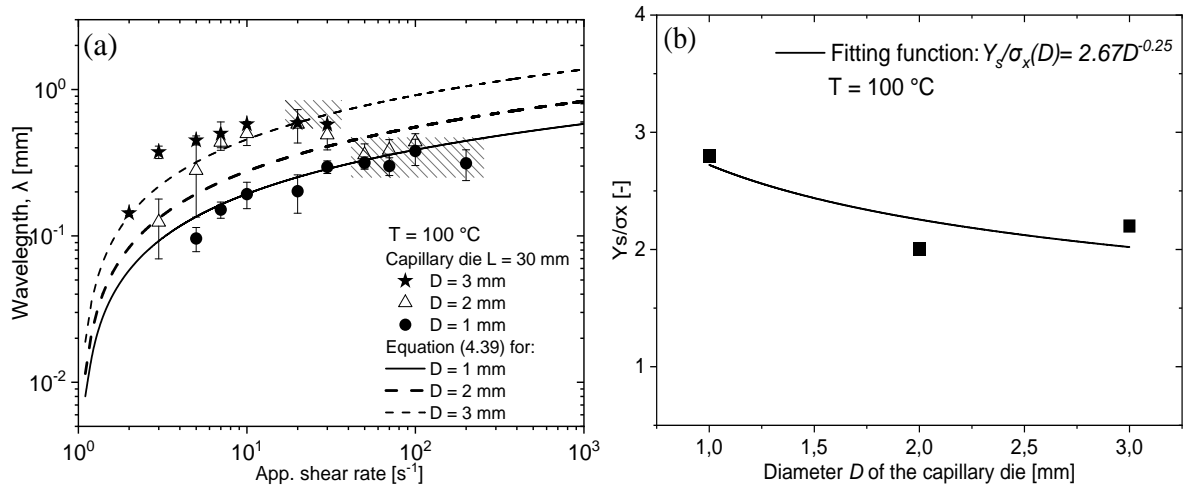 (a)
Wavelegnth, λ [mm]
10⁰
10⁻¹
10⁻²
T = 100 °C
Capillary die L = 30 mm
D = 3 mm
D = 2 mm
D = 1 mm
Equation (4.39) for:
D = 1 mm
D = 2 mm
D = 3 mm
10⁰ 10¹ 10² 10³
App. shear rate [s⁻¹]
(b)
Fitting function: Yₛ/σₓ(D)= 2.67D⁻⁰·²⁵
T = 100 °C
Ys/σx [-]
4
3
2
1
1,0 1,5 2,0 2,5 3,0
Diameter D of the capillary die [mm]